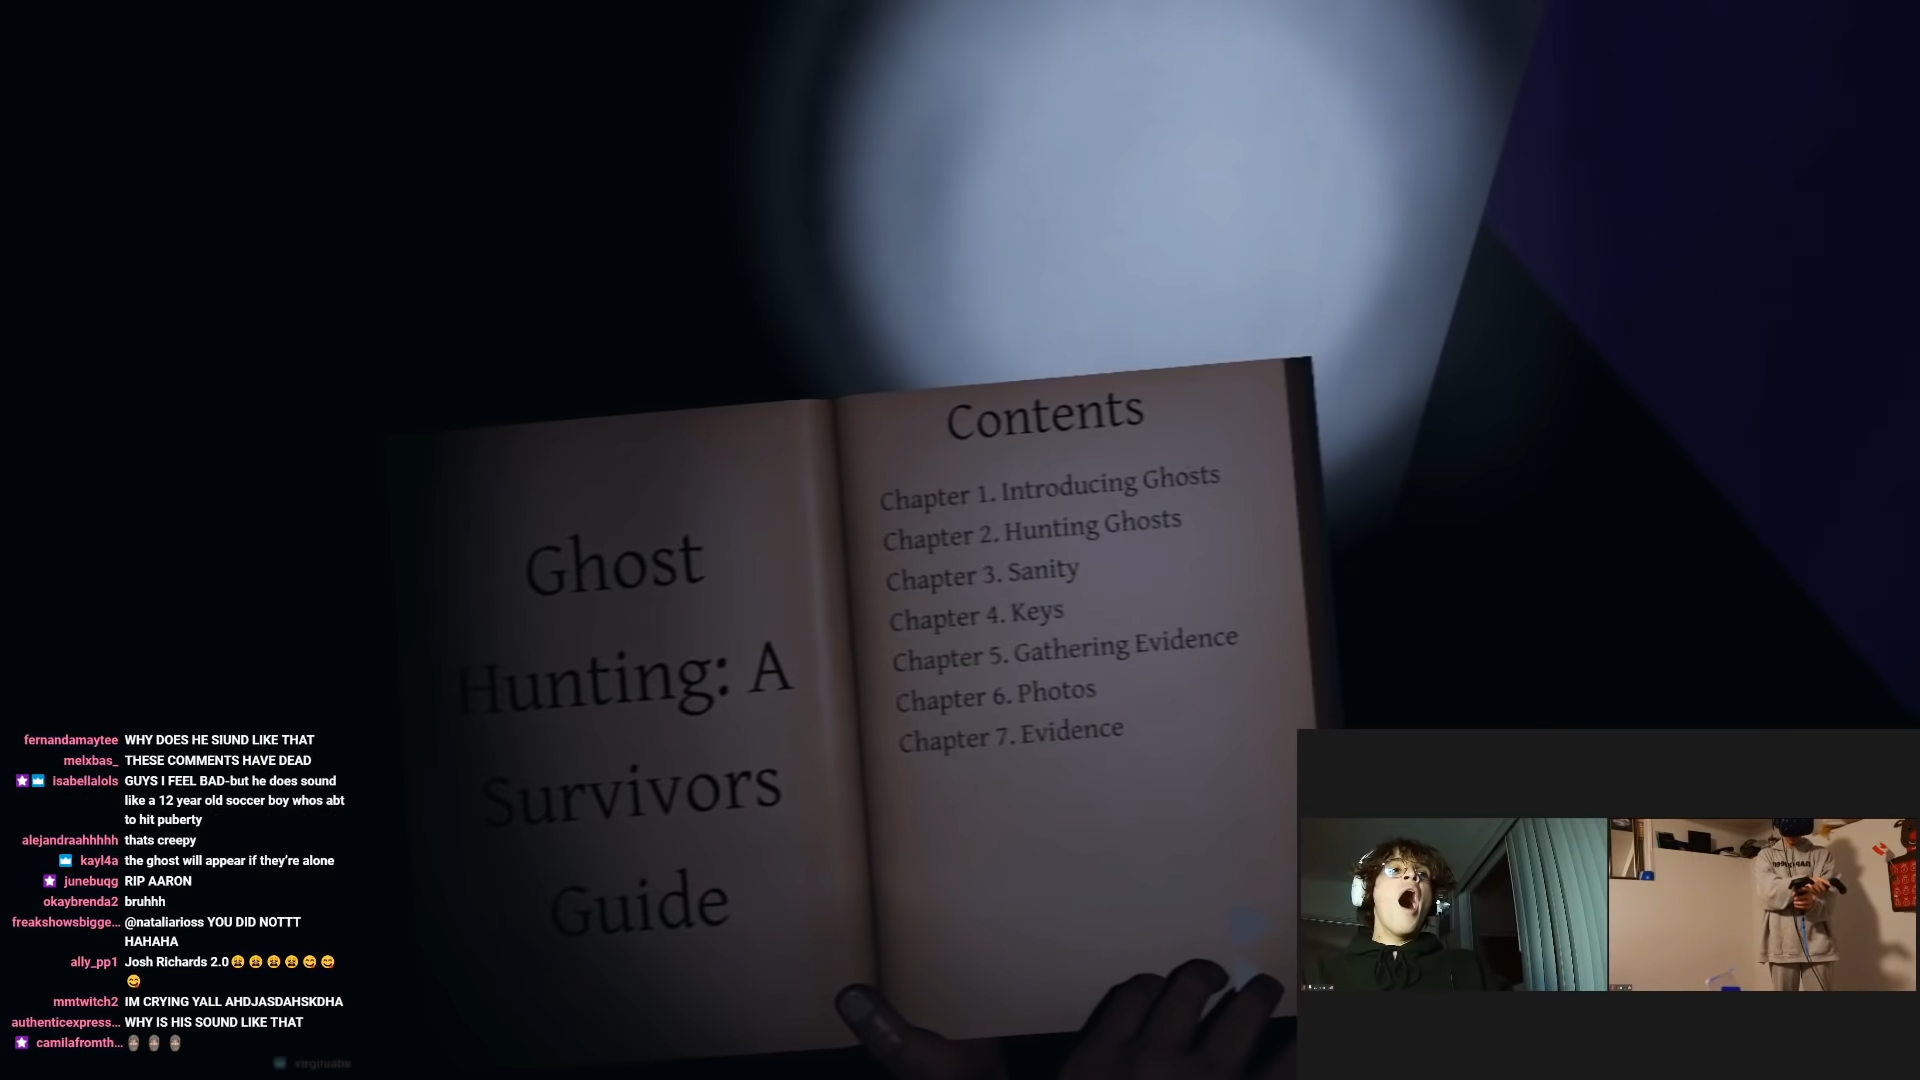 Ghost
Hunting: A
Survivors
Guide
Contents
Chapter 1. Introducing Ghosts
Chapter 2. Hunting Ghosts
Chapter 3. Sanity
Chapter 4. Keys
Chapter 5. Gathering Evidence
Chapter 6. Photos
Chapter 7. Evidence
fernandamaytee WHY DOES HE SIUND LIKE THAT
melxbas_ THESE COMMENTS HAVE DEAD
isabellalols GUYS I FEEL BAD-but he does sound
like a 12 year old soccer boy whos abt
to hit puberty
alejandraahhhhh thats creepy
kayl4a the ghost will appear if they’re alone
junebuqg RIP AARON
okaybrenda2 bruhhh
freakshowsbigge... @nataliarioss YOU DID NOTTT
HAHAHA
ally_pp1 Josh Richards 2.0😩 😩 😩 😩 😋 😋
😋
mmtwitch2 IM CRYING YALL AHDJASDAHSKDHA
authenticexpress... WHY IS HIS SOUND LIKE THAT
camilafromth...